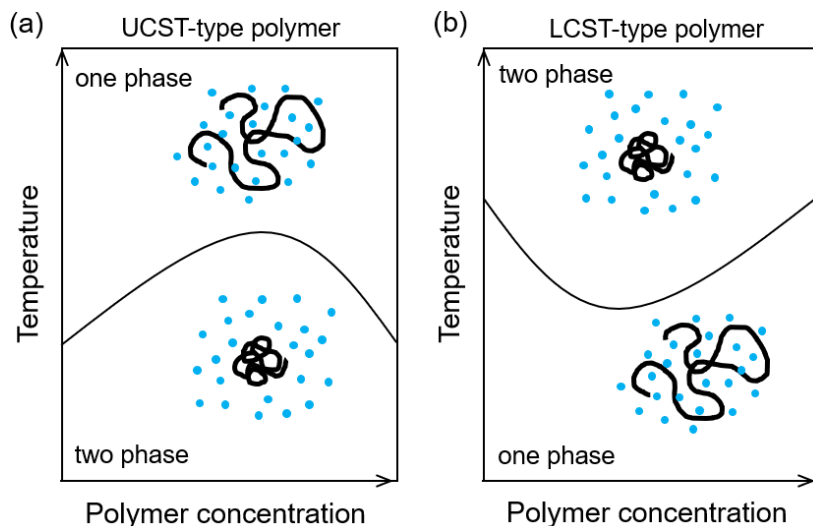 (a)
UCST-type polymer
one phase
two phase
Temperature
Polymer concentration
(b)
LCST-type polymer
two phase
one phase
Temperature
Polymer concentration